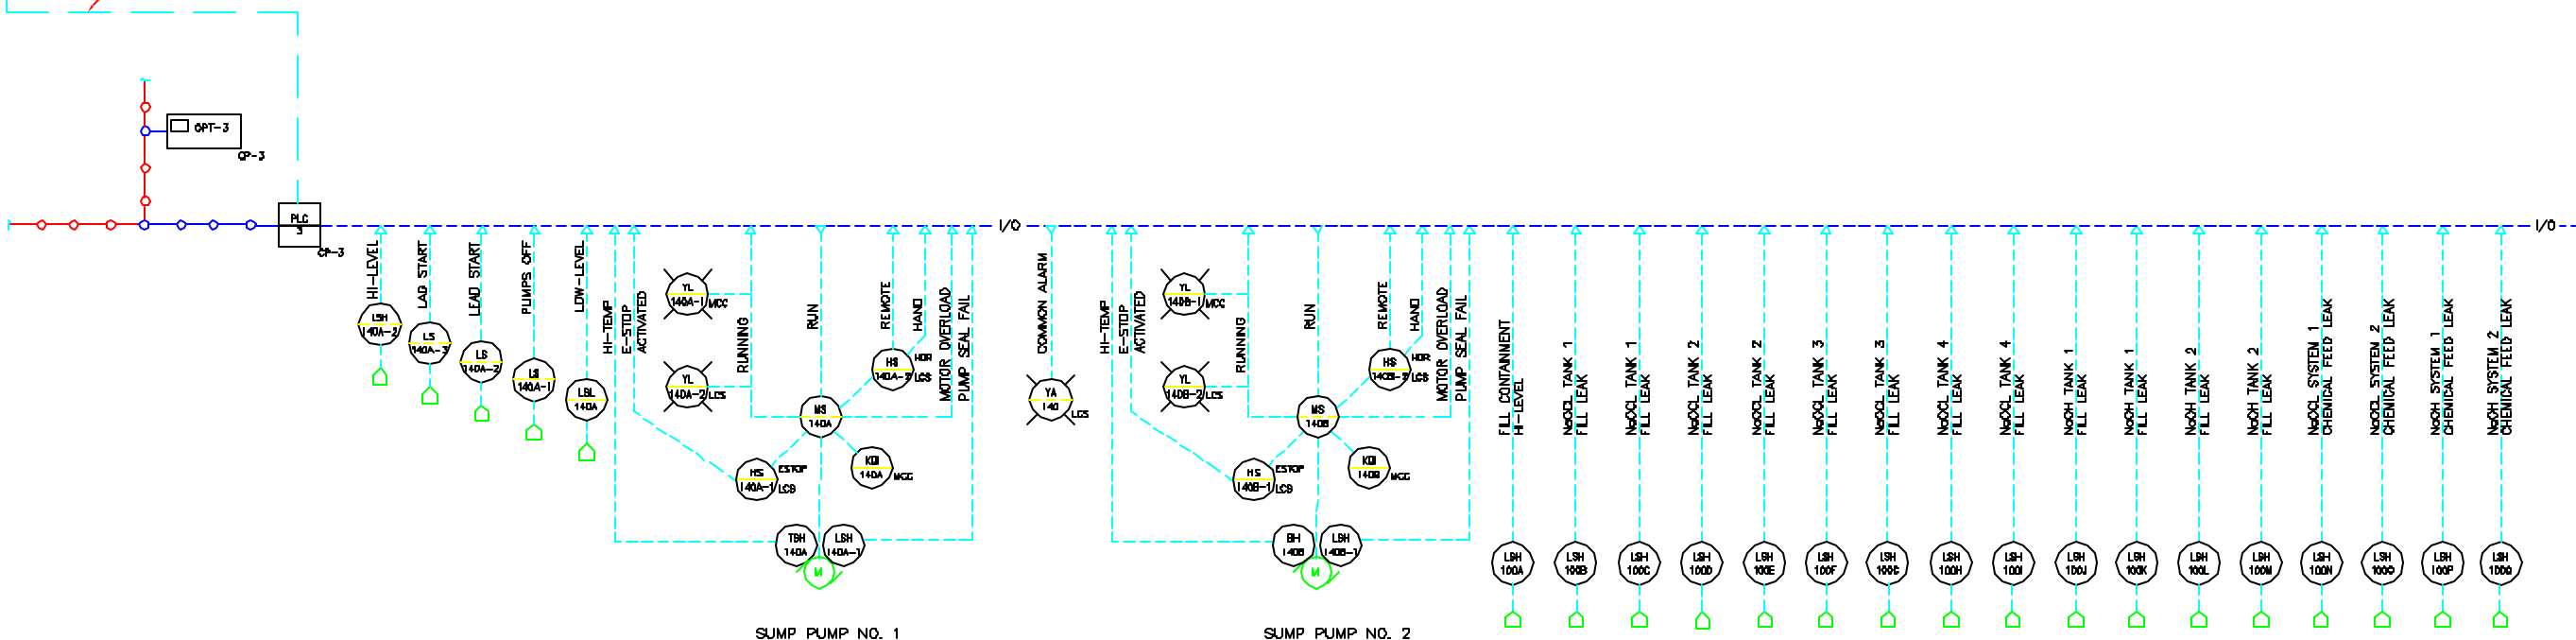 OPT-3
CP-3
PLC
3
CP-3
I/O
I/O
HI-LEVEL
LSH
140A-2
LAG START
LS
140A-3
LEAD START
LS
140A-2
PUMPS OFF
LS
140A-1
LOW-LEVEL
LSL
140A
HI-TEMP
E-STOP
ACTIVATED
YL
140A-1
MCC
YL
140A-2
LCS
RUNNING
RUN
REMOTE
HAND
MOTOR OVERLOAD
PUMP SEAL FAIL
HS
140A-2
HOR
LCS
MS
140A
HS
140A-1
ESTOP
LCS
KQI
140A
MCC
TSH
140A
LSH
140A-1
M
SUMP PUMP NO. 1
COMMON ALARM
YA
140
LCS
HI-TEMP
E-STOP
ACTIVATED
YL
140B-1
MCC
YL
140B-2
LCS
RUNNING
RUN
REMOTE
HAND
MOTOR OVERLOAD
PUMP SEAL FAIL
HS
140B-2
HOR
LCS
MS
140B
HS
140B-1
ESTOP
LCS
KQI
140B
MCC
140B
LSH
140B-1
M
SUMP PUMP NO. 2
FILL CONTAINMENT
HI-LEVEL
LSH
100A
NaOCL TANK 1
FILL LEAK
LSH
100B
NaOCL TANK 1
FILL LEAK
LSH
100C
NaOCL TANK 2
FILL LEAK
LSH
100D
NaOCL TANK 2
FILL LEAK
LSH
100E
NaOCL TANK 3
FILL LEAK
LSH
100F
NaOCL TANK 3
FILL LEAK
LSH
100G
NaOCL TANK 4
FILL LEAK
LSH
100H
NaOCL TANK 4
FILL LEAK
LSH
100I
NaOH TANK 1
FILL LEAK
LSH
100J
NaOH TANK 1
FILL LEAK
LSH
100K
NaOH TANK 2
FILL LEAK
LSH
100L
NaOH TANK 2
FILL LEAK
LSH
100M
NaOCL SYSTEM 1
CHEMICAL FEED LEAK
LSH
100N
NaOCL SYSTEM 2
CHEMICAL FEED LEAK
LSH
100O
NaOH SYSTEM 1
CHEMICAL FEED LEAK
LSH
100P
NaOH SYSTEM 2
CHEMICAL FEED LEAK
LSH
100Q